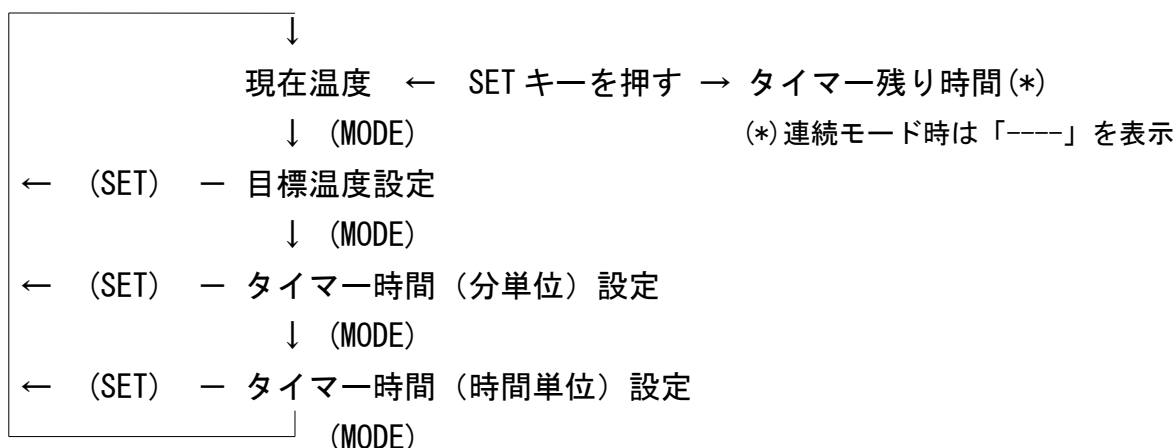 ↓
現在温度 ← SETキーを押す → タイマー残り時間(*)
↓ (MODE) (*)連続モード時は「----」を表示
← (SET) － 目標温度設定
↓ (MODE)
← (SET) － タイマー時間（分単位）設定
↓ (MODE)
← (SET) － タイマー時間（時間単位）設定
(MODE)